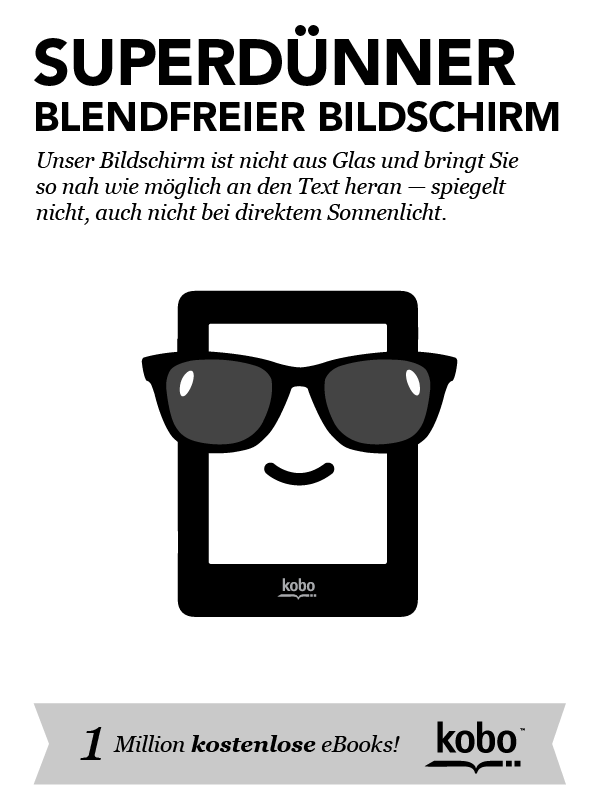 SUPERDÜNNER
BLENDFREIER BILDSCHIRM
Unser Bildschirm ist nicht aus Glas und bringt Sie
so nah wie möglich an den Text heran — spiegelt
nicht, auch nicht bei direktem Sonnenlicht.
kobo
1 Million kostenlose eBooks!
kobo™